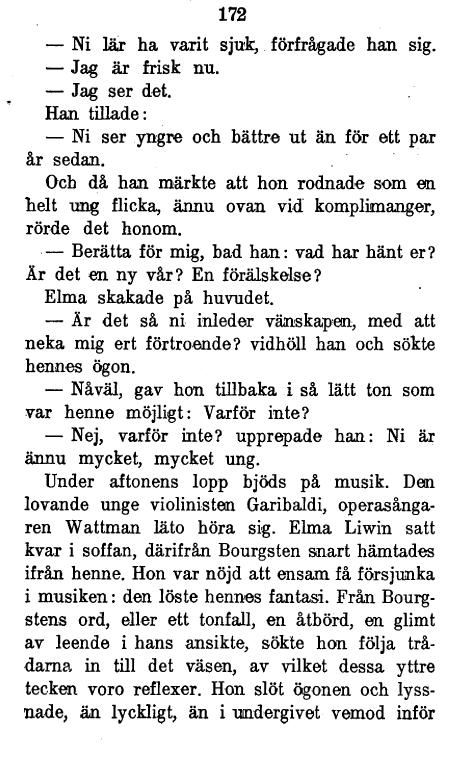 172
— Ni lär ha varit sjuk, förfrågade han sig.
— Jag är frisk nu.
— Jag ser det.
Han tillade:
— Ni ser yngre och bättre ut än för ett par
år sedan.
Och då han märkte att hon rodnade som en
helt ung flicka, ännu ovan vid komplimanger,
rörde det honom.
— Berätta för mig, bad han: vad har hänt er?
Är det en ny vår? En förälskelse?
Elma skakade på huvudet.
— Är det så ni inleder vänskapen, med att
neka mig ert förtroende? vidhöll han och sökte
hennes ögon.
— Nåväl, gav hon tillbaka i så lätt ton som
var henne möjligt: Varför inte?
— Nej, varför inte? upprepade han: Ni är
ännu mycket, mycket ung.
Under aftonens lopp bjöds på musik. Den
lovande unge violinisten Garibaldi, operasånga-
ren Wattman läto höra sig. Elma Liwin satt
kvar i soffan, därifrån Bourgsten snart hämtades
ifrån henne. Hon var nöjd att ensam få försjunka
i musiken: den löste hennes fantasi. Från Bourg-
stens ord, eller ett tonfall, en åtbörd, en glimt
av leende i hans ansikte, sökte hon följa trå-
darna in till det väsen, av vilket dessa yttre
tecken voro reflexer. Hon slöt ögonen och lyss-
nade, än lyckligt, än i undergivet vemod inför